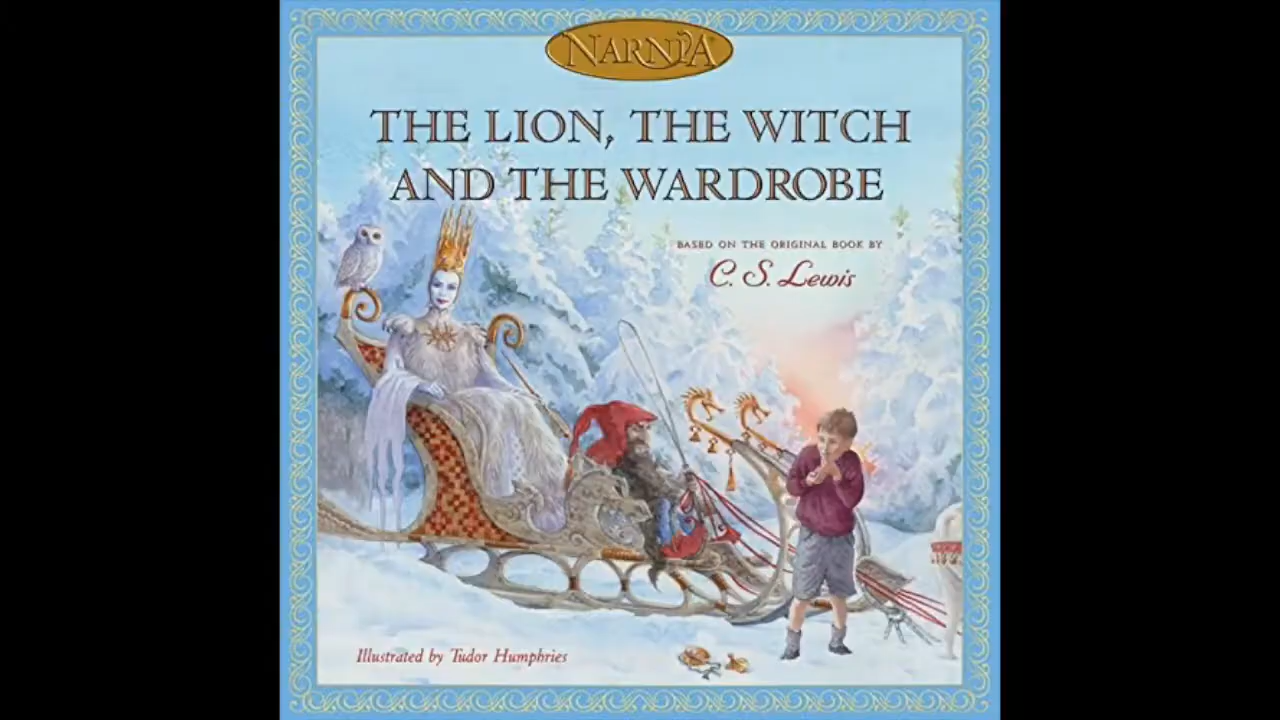 NARNIA
THE LION, THE WITCH
AND THE WARDROBE
BASED ON THE ORIGINAL BOOK BY
C. S. Lewis
Illustrated by Tudor Humphries